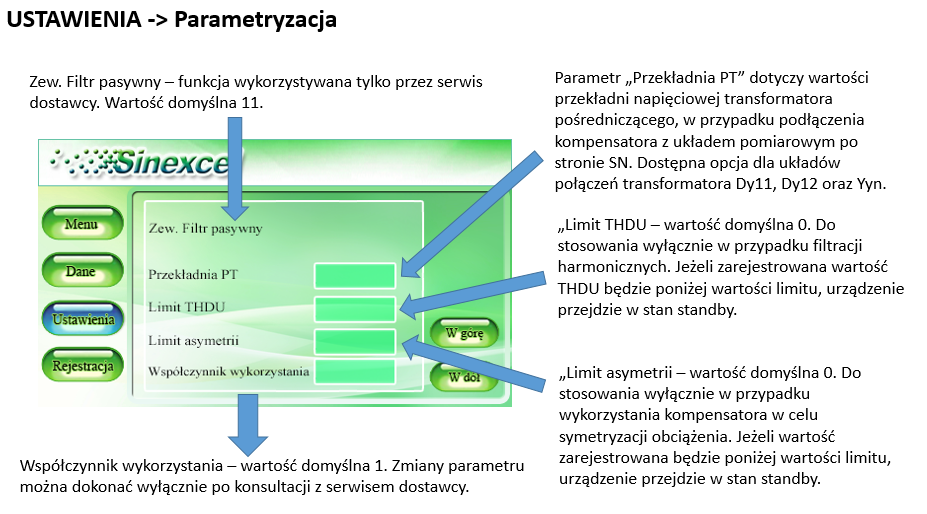 USTAWIENIA -> Parametryzacja
Zew. Filtr pasywny – funkcja wykorzystywana tylko przez serwis
dostawcy. Wartość domyślna 11.
Parametr „Przekładnia PT” dotyczy wartości
przekładni napięciowej transformatora
pośredniczącego, w przypadku podłączenia
kompensatora z układem pomiarowym po
stronie SN. Dostępna opcja dla układów
połączeń transformatora Dy11, Dy12 oraz Yyn.
„Limit THDU – wartość domyślna 0. Do
stosowania wyłącznie w przypadku filtracji
harmonicznych. Jeżeli zarejestrowana wartość
THDU będzie poniżej wartości limitu, urządzenie
przejdzie w stan standby.
„Limit asymetrii – wartość domyślna 0. Do
stosowania wyłącznie w przypadku
wykorzystania kompensatora w celu
symetryzacji obciążenia. Jeżeli wartość
zarejestrowana będzie poniżej wartości limitu,
urządzenie przejdzie w stan standby.
Sinexce
Menu
Dane
Ustawienia
Rejestracja
Zew. Filtr pasywny
Przekładnia PT
Limit THDU
Limit asymetrii
Współczynnik wykorzystania
W górę
W dół
Współczynnik wykorzystania – wartość domyślna 1. Zmiany parametru
można dokonać wyłącznie po konsultacji z serwisem dostawcy.